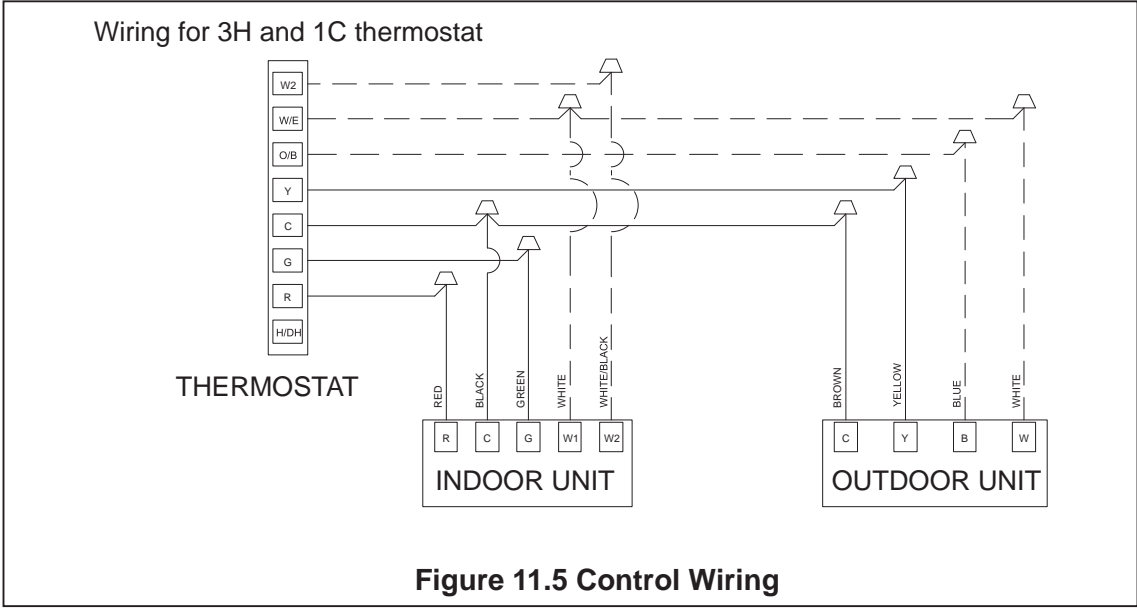 Wiring for 3H and 1C thermostat
W2
W/E
O/B
Y
C
G
R
H/DH
THERMOSTAT
RED
BLACK
GREEN
WHITE
WHITE/BLACK
BROWN
YELLOW
BLUE
WHITE
R C G W1 W2
C Y B W
INDOOR UNIT
OUTDOOR UNIT
Figure 11.5 Control Wiring